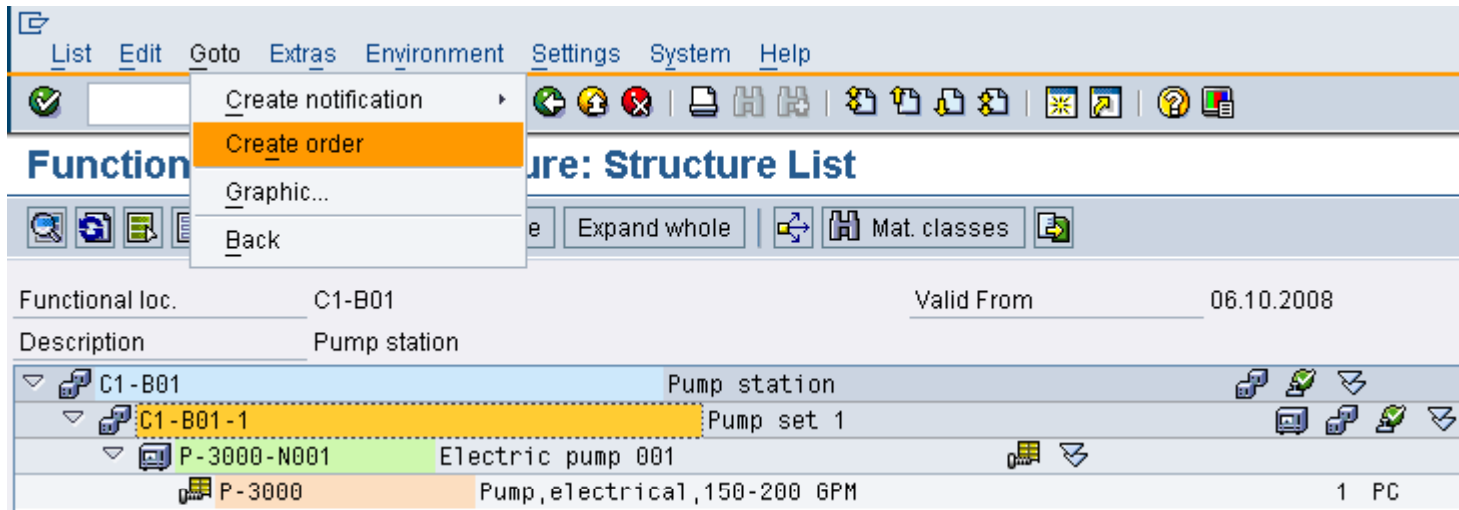 List Edit Goto Extras Environment Settings System Help
Create notification
Create order
Graphic...
Back
Function ure: Structure List
e Expand whole Mat. classes
Functional loc. C1-B01 Valid From 06.10.2008
Description Pump station
C1-B01 Pump station
C1-B01-1 Pump set 1
P-3000-N001 Electric pump 001
P-3000 Pump,electrical,150-200 GPM 1 PC